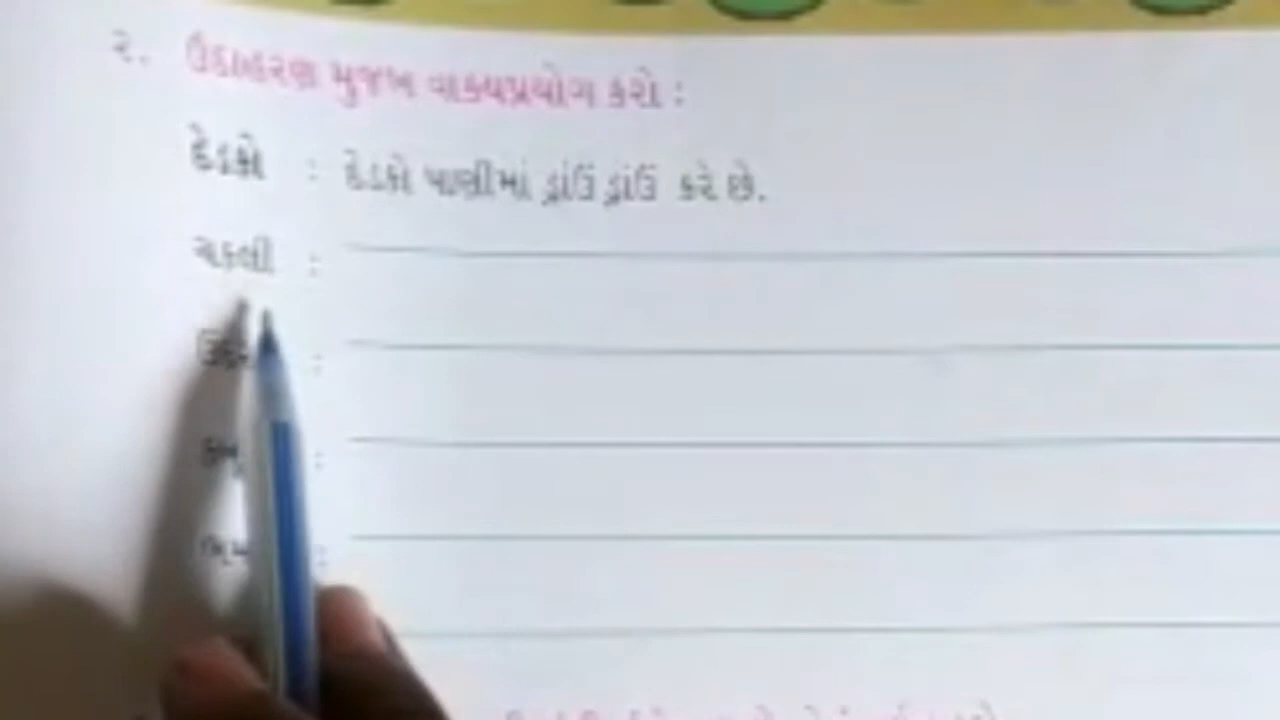 ૨. ઉદાહરણ મુજબ વાક્યપ્રયોગ કરો :
દેડકો : દેડકો પાણીમાં ડ્રાંઉં ડ્રાંઉં કરે છે.
ચકલી :
:
:
: